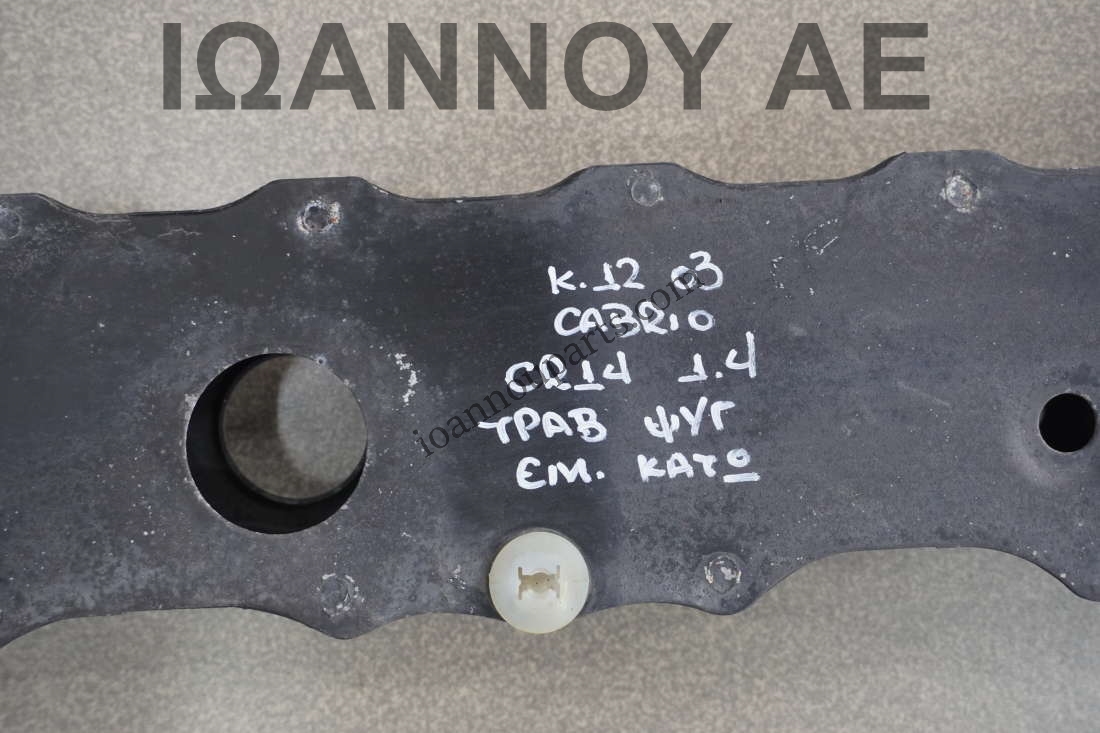 ΙΩΑΝΝΟΥ ΑΕ
Κ.12 03
CABRIO
CR14 1.4
ΤΡΑΒ ΨΥΓ
ΕΜ. ΚΑΤΩ
ioannouparts.com